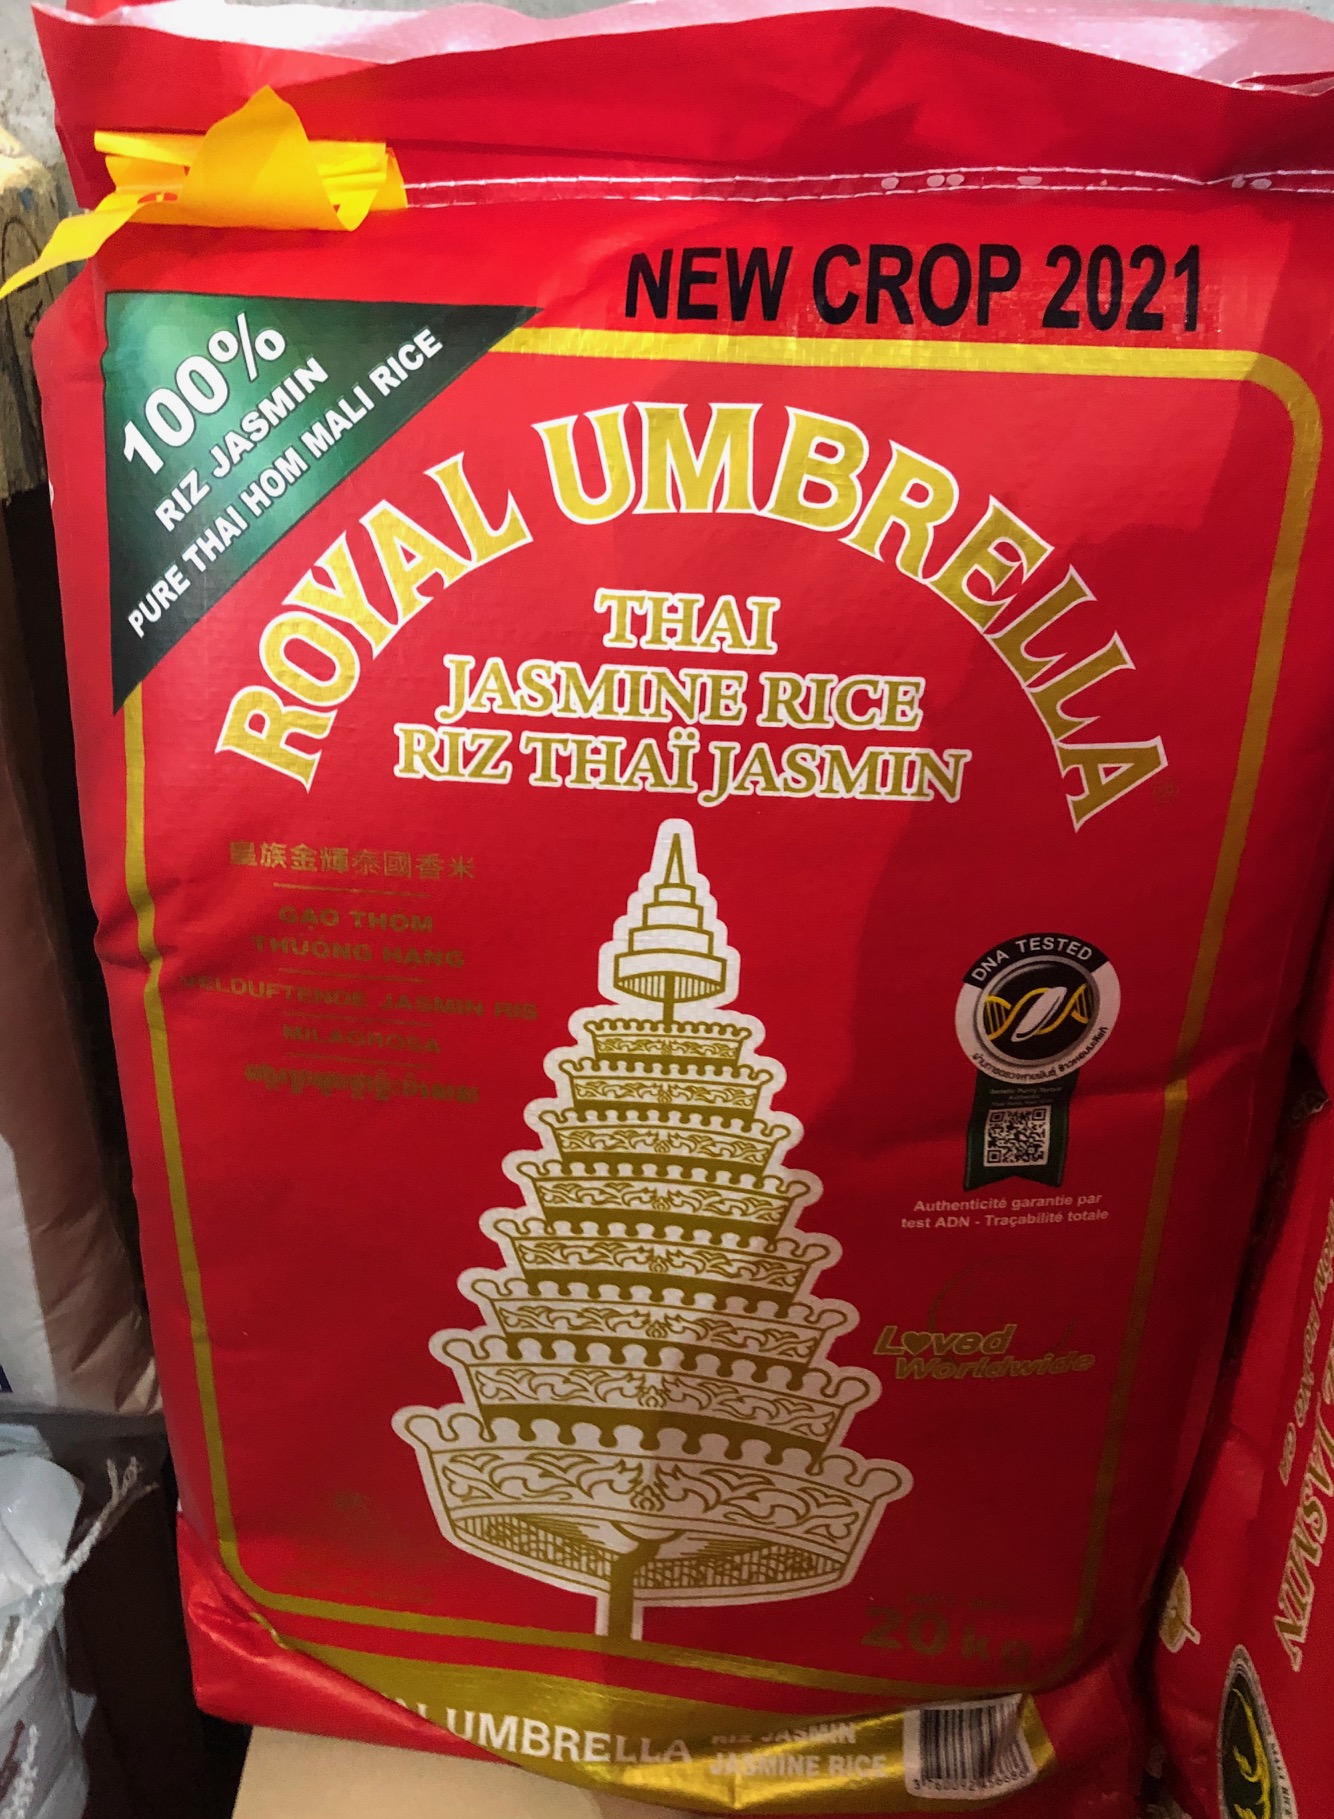 NEW CROP 2021
100%
RIZ JASMIN
PURE THAI HOM MALI RICE
ROYAL UMBRELLA
THAI
JASMINE RICE
RIZ THAÏ JASMIN
皇族金輝泰國香米
GẠO THƠM
THƯỢNG HẠNG
JASMIN REIS
MILAGROSA
DNA TESTED
Authenticité garantie par
test ADN - Traçabilité totale
Loved
Worldwide
20 kg
UMBRELLA
RIZ JASMIN
JASMINE RICE
JASMIN